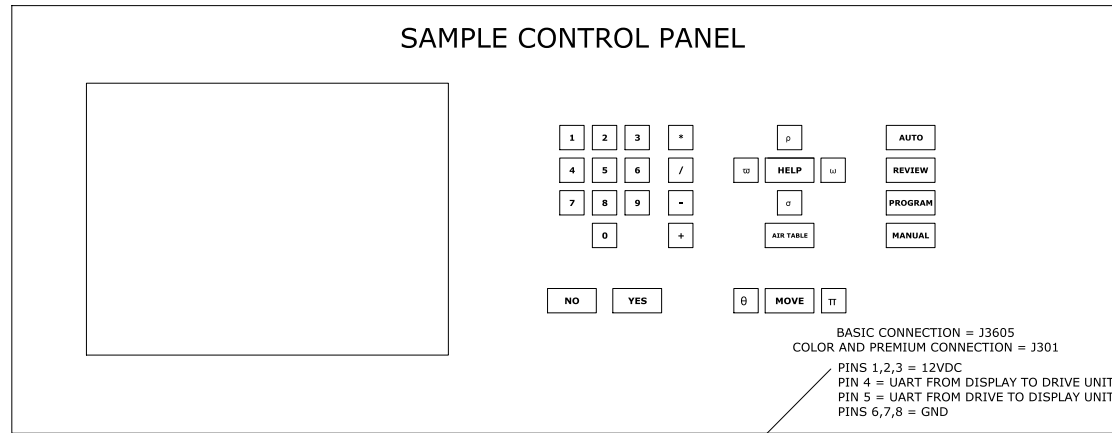 SAMPLE CONTROL PANEL
1 2 3 * ρ AUTO
4 5 6 / ϖ HELP ω REVIEW
7 8 9 - σ PROGRAM
0 + AIR TABLE MANUAL
NO YES θ MOVE π
BASIC CONNECTION = J3605
COLOR AND PREMIUM CONNECTION = J301
PINS 1,2,3 = 12VDC
PIN 4 = UART FROM DISPLAY TO DRIVE UNIT
PIN 5 = UART FROM DRIVE TO DISPLAY UNIT
PINS 6,7,8 = GND